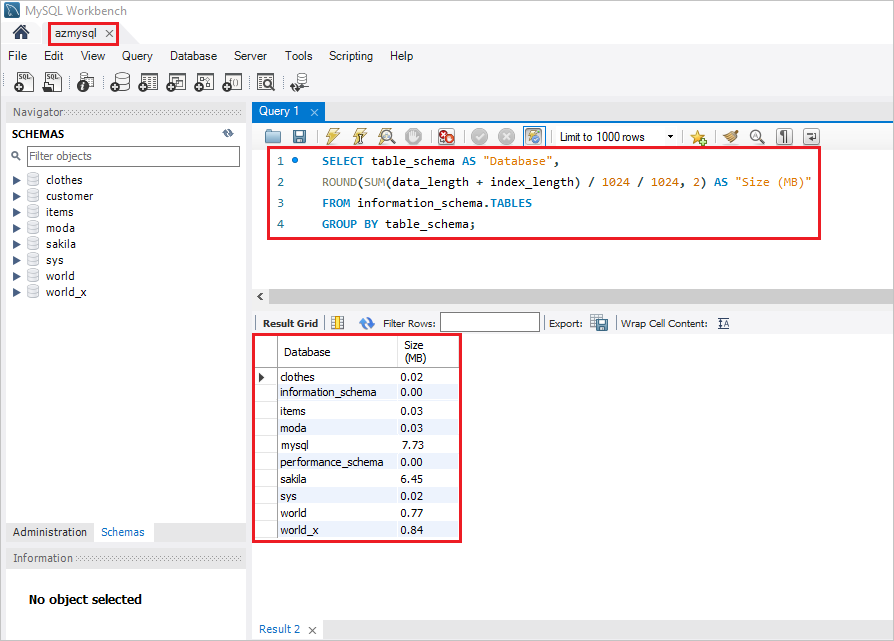 MySQL Workbench
azmysql
File Edit View Query Database Server Tools Scripting Help
Navigator
SCHEMAS
Filter objects
clothes
customer
items
moda
sakila
sys
world
world_x
Administration Schemas
Information
No object selected
Query 1
Limit to 1000 rows
1 SELECT table_schema AS "Database",
2 ROUND(SUM(data_length + index_length) / 1024 / 1024, 2) AS "Size (MB)"
3 FROM information_schema.TABLES
4 GROUP BY table_schema;
Result Grid Filter Rows: Export: Wrap Cell Content:
Database Size (MB)
clothes 0.02
information_schema 0.00
items 0.03
moda 0.03
mysql 7.73
performance_schema 0.00
sakila 6.45
sys 0.02
world 0.77
world_x 0.84
Result 2